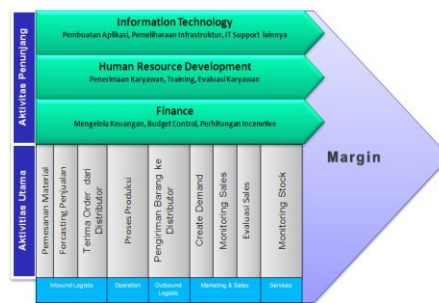 Information Technology
Pembuatan Aplikasi, Pemeliharaan Infrastruktur, IT Support lainnya
Human Resource Development
Penerimaan Karyawan, Training, Evaluasi Karyawan
Finance
Mengelola Keuangan, Budget Control, Perhitungan Incenvtive
Aktivitas Penunjang
Margin
Aktivitias Utama
Pemesanan Material
Forcasting Penjualan
Terima Order dari
Distributor
Proses Produksi
Pengiriman Barang ke
Distributor
Create Demand
Monitoring Sales
Evaluasi Sales
Monitoring Stock
Inbound Logistic
Operation
Outbound
Logistic
Marketing & Sales
Services